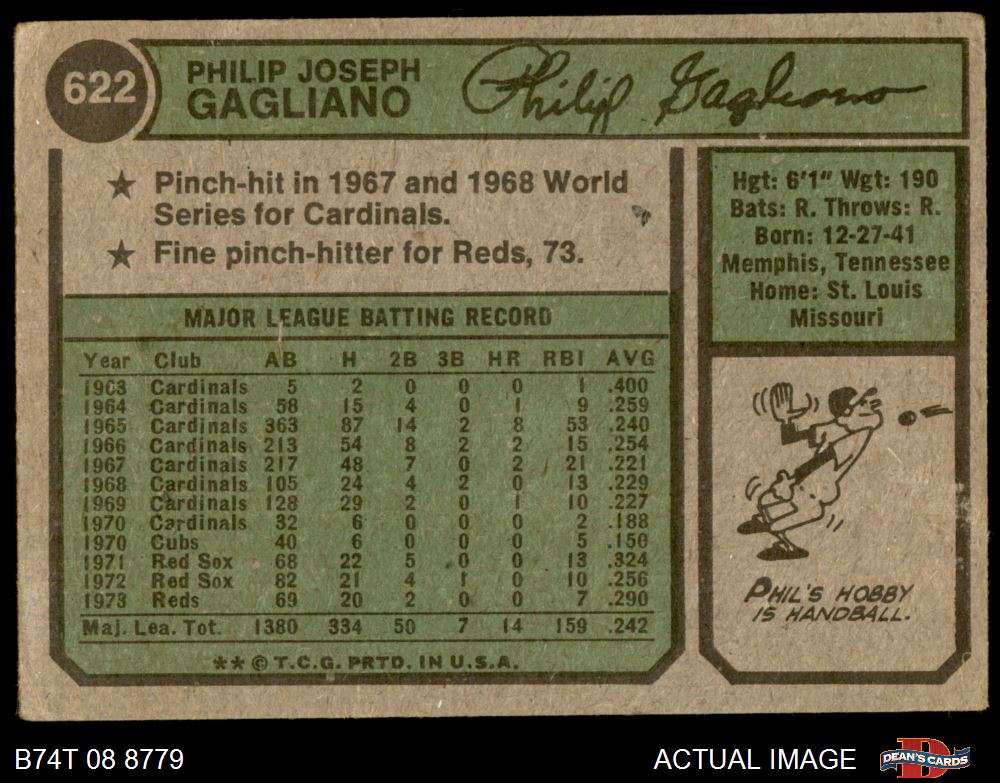 622
PHILIP JOSEPH
GAGLIANO
Philip Gagliano
★ Pinch-hit in 1967 and 1968 World
Series for Cardinals.
★ Fine pinch-hitter for Reds, 73.
Hgt: 6'1" Wgt: 190
Bats: R. Throws: R.
Born: 12-27-41
Memphis, Tennessee
Home: St. Louis
Missouri
MAJOR LEAGUE BATTING RECORD
Year Club AB H 2B 3B HR RBI AVG
1963 Cardinals 5 2 0 0 0 1 .400
1964 Cardinals 58 15 4 0 1 9 .259
1965 Cardinals 363 87 14 2 8 53 .240
1966 Cardinals 213 54 8 2 2 15 .254
1967 Cardinals 217 48 7 0 2 21 .221
1968 Cardinals 105 24 4 2 0 13 .229
1969 Cardinals 128 29 2 0 1 10 .227
1970 Cardinals 32 6 0 0 0 2 .188
1970 Cubs 40 6 0 0 0 5 .150
1971 Red Sox 68 22 5 0 0 13 .324
1972 Red Sox 82 21 4 1 0 10 .256
1973 Reds 69 20 2 0 0 7 .290
Maj. Lea. Tot. 1380 334 50 7 14 159 .242
** © T.C.G. PRTD. IN U.S.A.
PHIL'S HOBBY
IS HANDBALL.
B74T 08 8779
ACTUAL IMAGE
DEAN'S CARDS